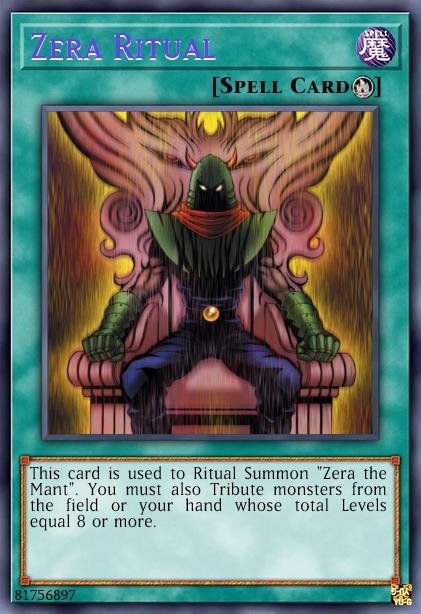 Zera Ritual
SPELL
魔
[Spell Card]
This card is used to Ritual Summon "Zera the
Mant". You must also Tribute monsters from
the field or your hand whose total Levels
equal 8 or more.
81756897